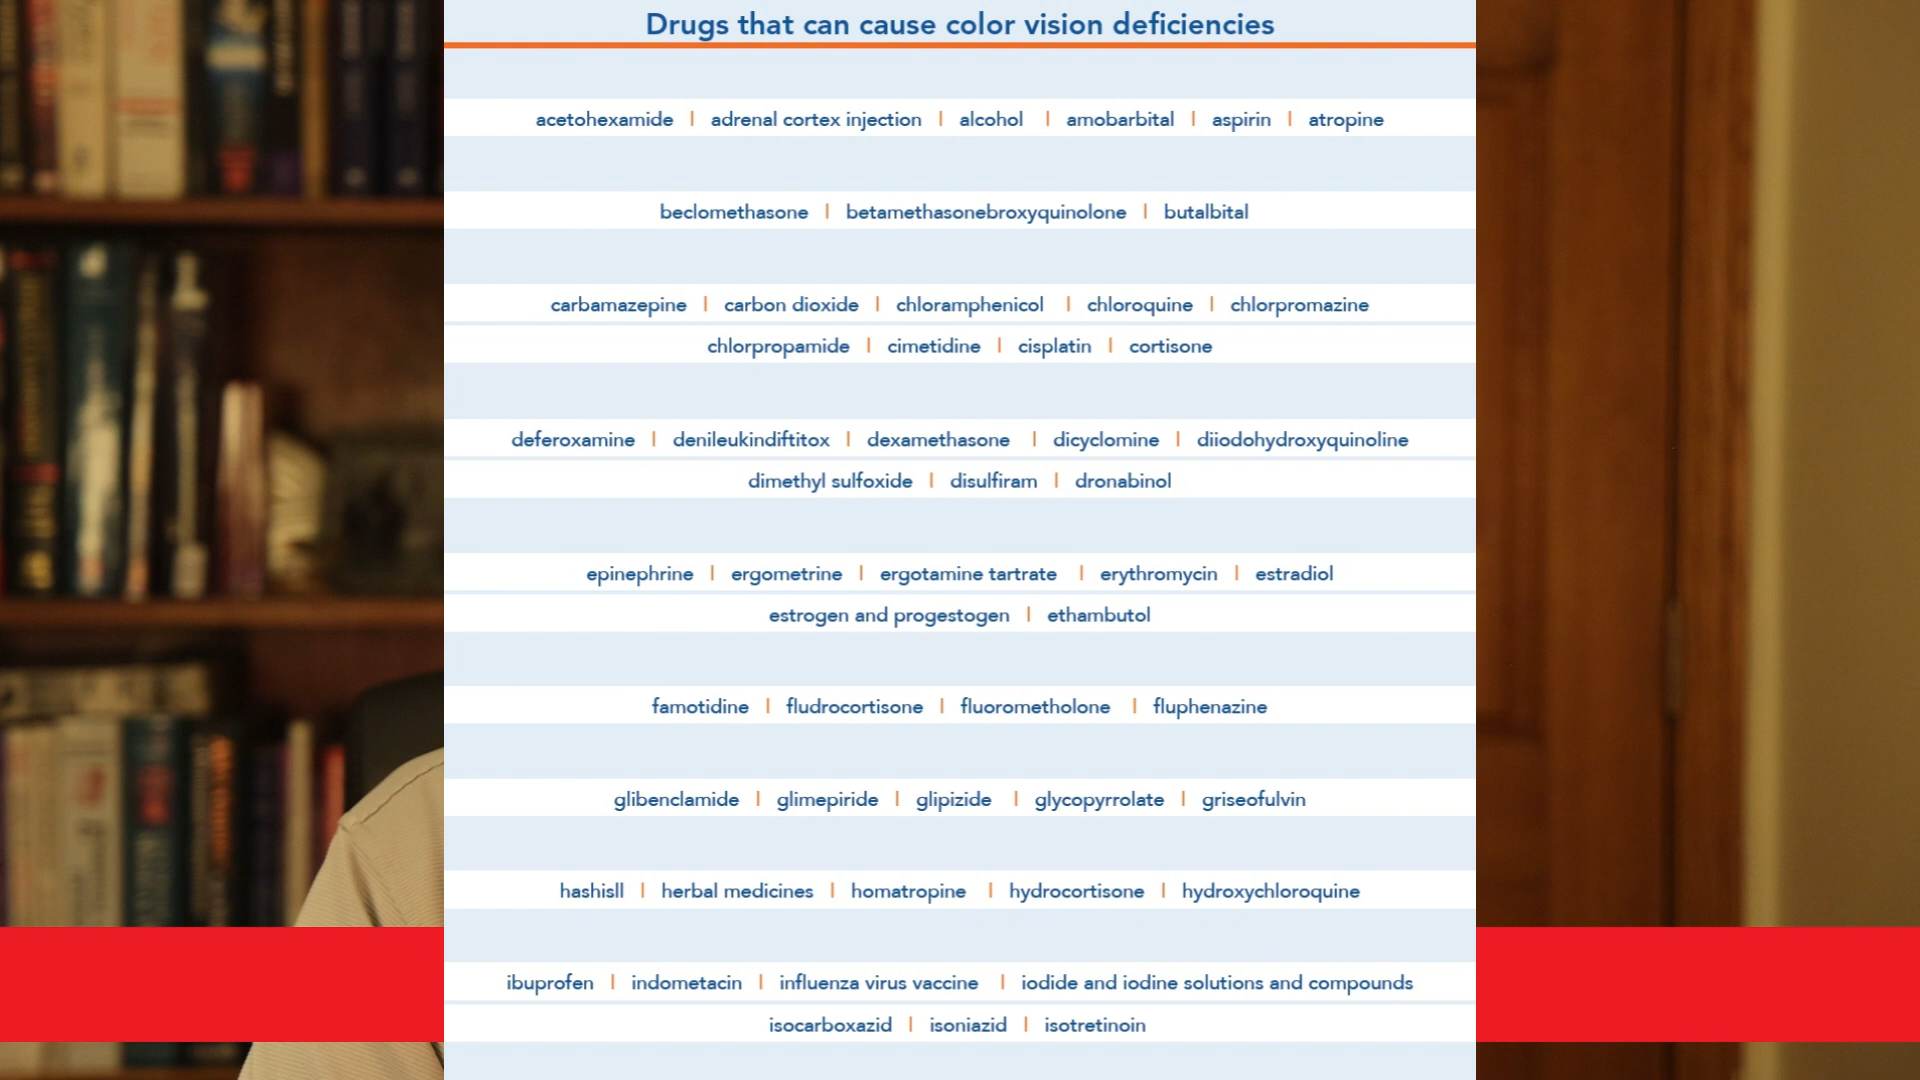 Drugs that can cause color vision deficiencies
acetohexamide | adrenal cortex injection | alcohol | amobarbital | aspirin | atropine
beclomethasone | betamethasonebroxyquinolone | butalbital
carbamazepine | carbon dioxide | chloramphenicol | chloroquine | chlorpromazine
chlorpropamide | cimetidine | cisplatin | cortisone
deferoxamine | denileukindiftitox | dexamethasone | dicyclomine | diiodohydroxyquinoline
dimethyl sulfoxide | disulfiram | dronabinol
epinephrine | ergometrine | ergotamine tartrate | erythromycin | estradiol
estrogen and progestogen | ethambutol
famotidine | fludrocortisone | fluorometholone | fluphenazine
glibenclamide | glimepiride | glipizide | glycopyrrolate | griseofulvin
hashisll | herbal medicines | homatropine | hydrocortisone | hydroxychloroquine
ibuprofen | indometacin | influenza virus vaccine | iodide and iodine solutions and compounds
isocarboxazid | isoniazid | isotretinoin